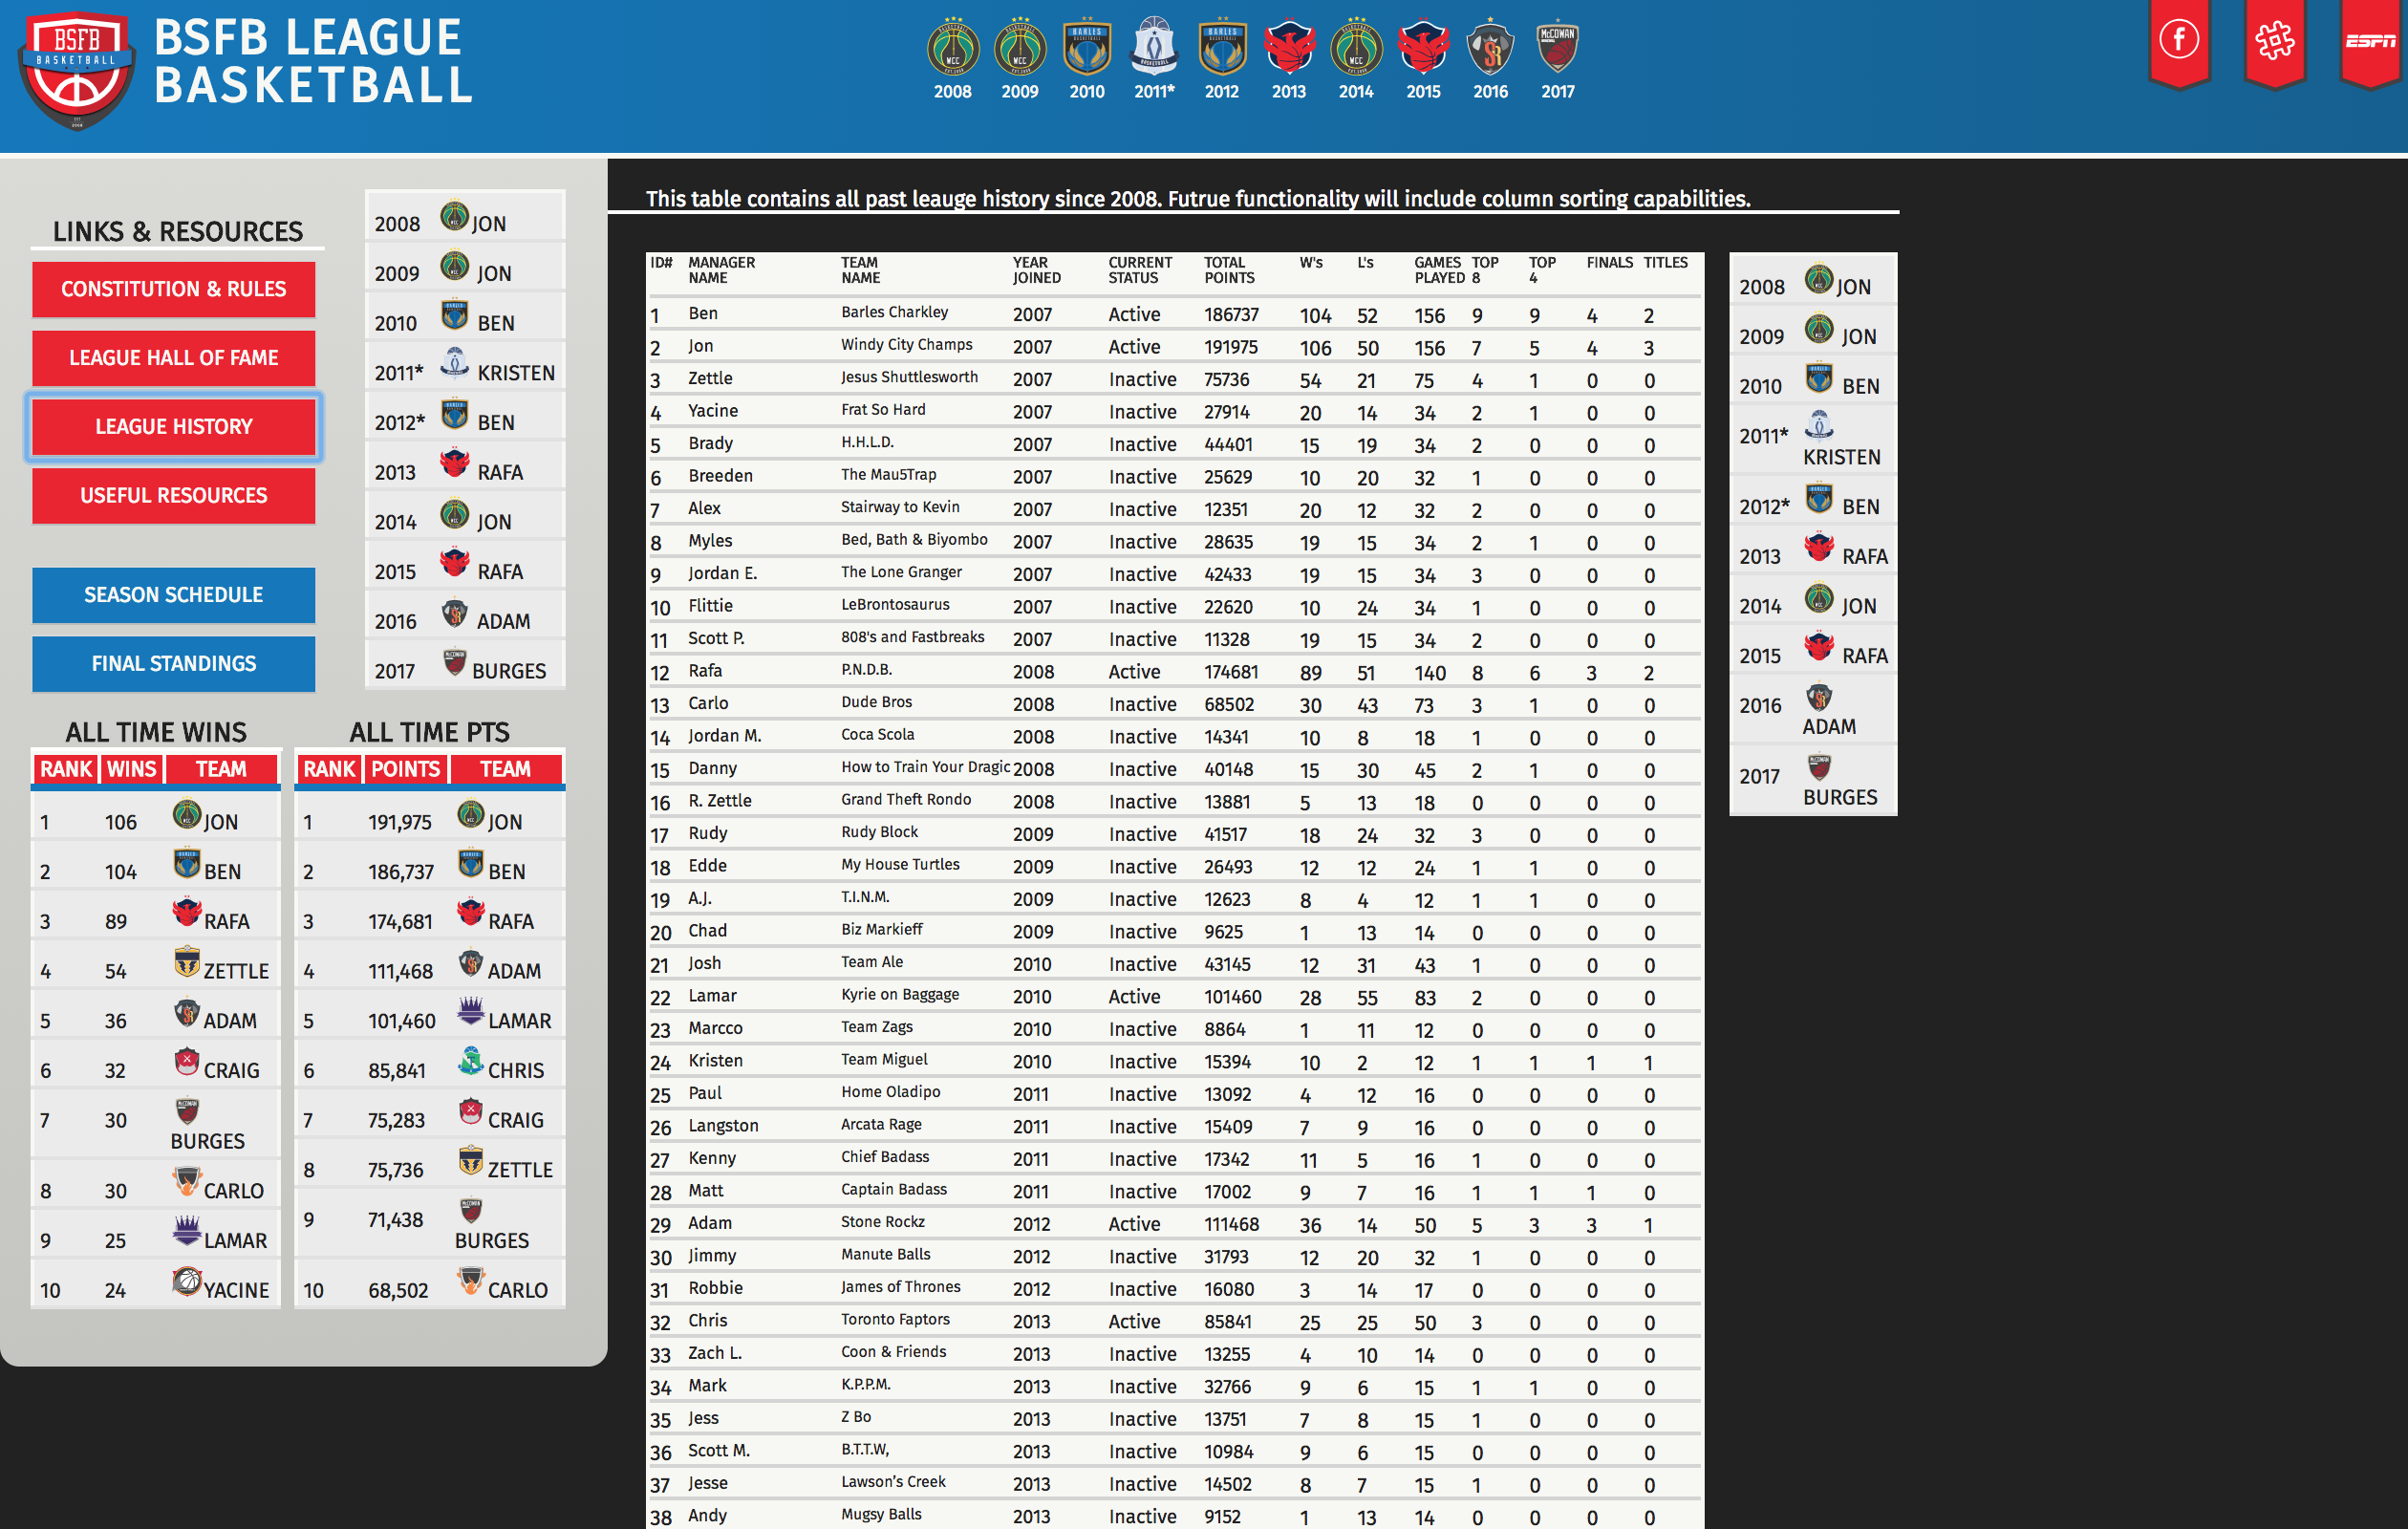 BSFB
BASKETBALL
BSFB LEAGUE
BASKETBALL
2008 2009 2010 2011* 2012 2013 2014 2015 2016 2017
ESPN
LINKS & RESOURCES
CONSTITUTION & RULES
LEAGUE HALL OF FAME
LEAGUE HISTORY
USEFUL RESOURCES
SEASON SCHEDULE
FINAL STANDINGS
2008 JON
2009 JON
2010 BEN
2011* KRISTEN
2012* BEN
2013 RAFA
2014 JON
2015 RAFA
2016 ADAM
2017 BURGES
ALL TIME WINS
RANK WINS TEAM
1 106 JON
2 104 BEN
3 89 RAFA
4 54 ZETTLE
5 36 ADAM
6 32 CRAIG
7 30 BURGES
8 30 CARLO
9 25 LAMAR
10 24 YACINE
ALL TIME PTS
RANK POINTS TEAM
1 191,975 JON
2 186,737 BEN
3 174,681 RAFA
4 111,468 ADAM
5 101,460 LAMAR
6 85,841 CHRIS
7 75,283 CRAIG
8 75,736 ZETTLE
9 71,438 BURGES
10 68,502 CARLO
This table contains all past leauge history since 2008. Futrue functionality will include column sorting capabilities.
ID# MANAGER NAME TEAM NAME YEAR JOINED CURRENT STATUS TOTAL POINTS W's L's GAMES PLAYED TOP 8 TOP 4 FINALS TITLES
1 Ben Barles Charkley 2007 Active 186737 104 52 156 9 9 4 2
2 Jon Windy City Champs 2007 Active 191975 106 50 156 7 5 4 3
3 Zettle Jesus Shuttlesworth 2007 Inactive 75736 54 21 75 4 1 0 0
4 Yacine Frat So Hard 2007 Inactive 27914 20 14 34 2 1 0 0
5 Brady H.H.L.D. 2007 Inactive 44401 15 19 34 2 0 0 0
6 Breeden The Mau5Trap 2007 Inactive 25629 10 20 32 1 0 0 0
7 Alex Stairway to Kevin 2007 Inactive 12351 20 12 32 2 0 0 0
8 Myles Bed, Bath & Biyombo 2007 Inactive 28635 19 15 34 2 1 0 0
9 Jordan E. The Lone Granger 2007 Inactive 42433 19 15 34 3 0 0 0
10 Flittie LeBrontosaurus 2007 Inactive 22620 10 24 34 1 0 0 0
11 Scott P. 808's and Fastbreaks 2007 Inactive 11328 19 15 34 2 0 0 0
12 Rafa P.N.D.B. 2008 Active 174681 89 51 140 8 6 3 2
13 Carlo Dude Bros 2008 Inactive 68502 30 43 73 3 1 0 0
14 Jordan M. Coca Scola 2008 Inactive 14341 10 8 18 1 0 0 0
15 Danny How to Train Your Dragic 2008 Inactive 40148 15 30 45 2 1 0 0
16 R. Zettle Grand Theft Rondo 2008 Inactive 13881 5 13 18 0 0 0 0
17 Rudy Rudy Block 2009 Inactive 41517 18 24 32 3 0 0 0
18 Edde My House Turtles 2009 Inactive 26493 12 12 24 1 1 0 0
19 A.J. T.I.N.M. 2009 Inactive 12623 8 4 12 1 1 0 0
20 Chad Biz Markieff 2009 Inactive 9625 1 13 14 0 0 0 0
21 Josh Team Ale 2010 Inactive 43145 12 31 43 1 0 0 0
22 Lamar Kyrie on Baggage 2010 Active 101460 28 55 83 2 0 0 0
23 Marcco Team Zags 2010 Inactive 8864 1 11 12 0 0 0 0
24 Kristen Team Miguel 2010 Inactive 15394 10 2 12 1 1 1 1
25 Paul Home Oladipo 2011 Inactive 13092 4 12 16 0 0 0 0
26 Langston Arcata Rage 2011 Inactive 15409 7 9 16 0 0 0 0
27 Kenny Chief Badass 2011 Inactive 17342 11 5 16 1 0 0 0
28 Matt Captain Badass 2011 Inactive 17002 9 7 16 1 1 1 0
29 Adam Stone Rockz 2012 Active 111468 36 14 50 5 3 3 1
30 Jimmy Manute Balls 2012 Inactive 31793 12 20 32 1 0 0 0
31 Robbie James of Thrones 2012 Inactive 16080 3 14 17 0 0 0 0
32 Chris Toronto Faptors 2013 Active 85841 25 25 50 3 0 0 0
33 Zach L. Coon & Friends 2013 Inactive 13255 4 10 14 0 0 0 0
34 Mark K.P.P.M. 2013 Inactive 32766 9 6 15 1 1 0 0
35 Jess Z Bo 2013 Inactive 13751 7 8 15 1 0 0 0
36 Scott M. B.T.T.W, 2013 Inactive 10984 9 6 15 0 0 0 0
37 Jesse Lawson's Creek 2013 Inactive 14502 8 7 15 1 0 0 0
38 Andy Mugsy Balls 2013 Inactive 9152 1 13 14 0 0 0 0
2008 JON
2009 JON
2010 BEN
2011* KRISTEN
2012* BEN
2013 RAFA
2014 JON
2015 RAFA
2016 ADAM
2017 BURGES